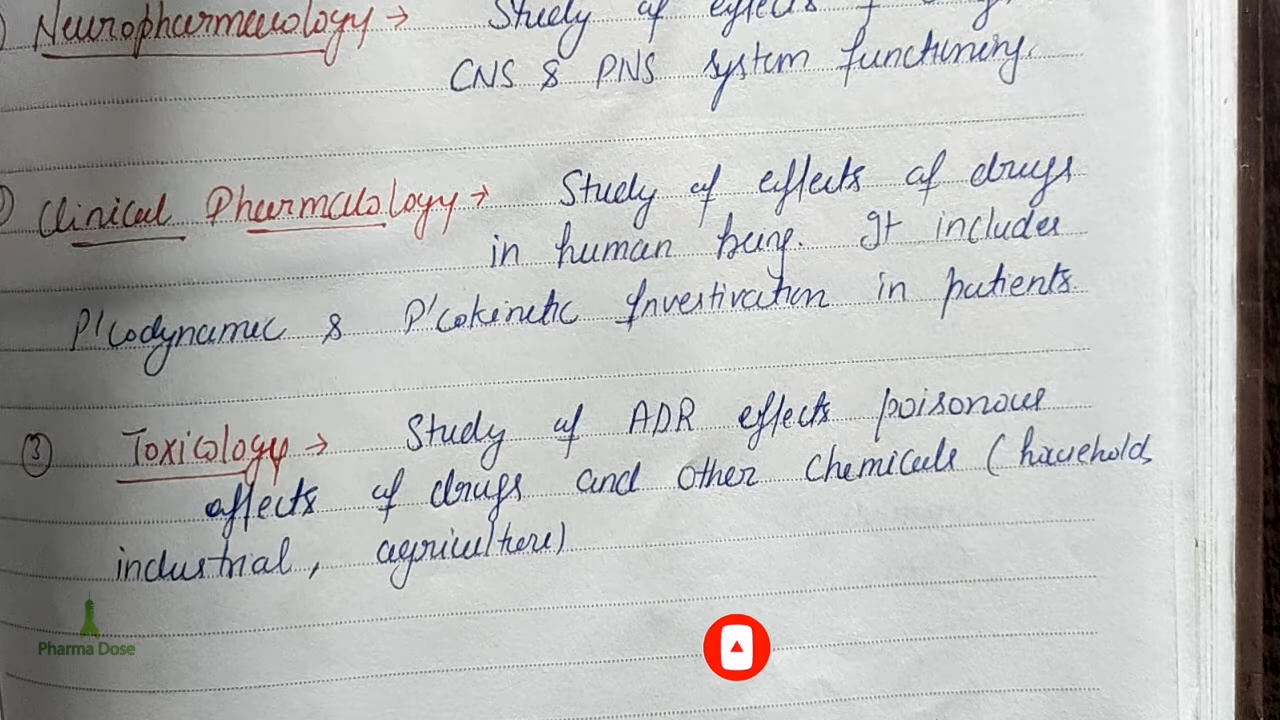 Neuropharmacology → Study of effects
CNS & PNS system functioning.
Clinical Pharmacology → Study of effects of drugs
in human being. It includes
P'codynamic & P'cokinetic Investivation in patients
③ Toxicology → Study of ADR effects poisonous
effects of drugs and other chemicals (household,
industrial, agriculture)
Pharma Dose